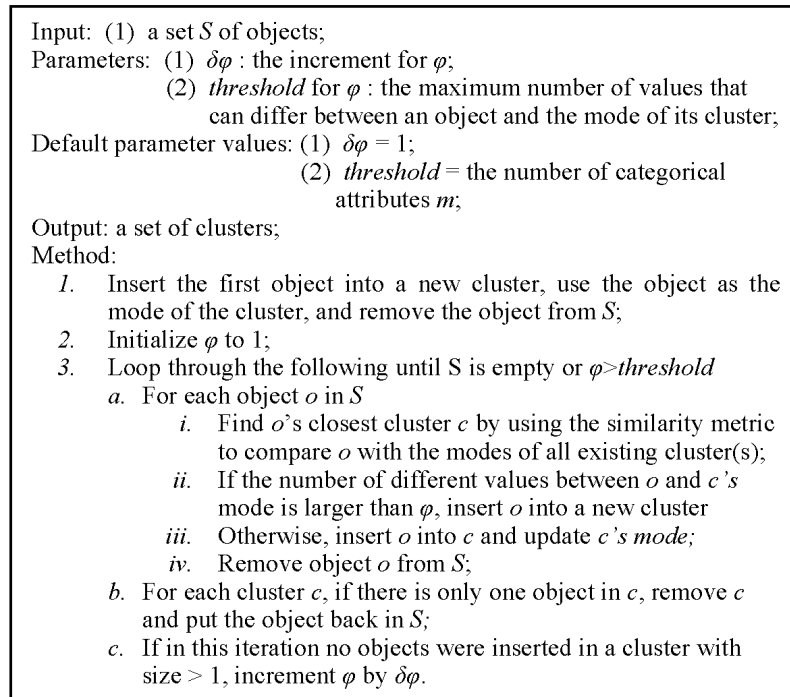 Input: (1) a set S of objects;
Parameters: (1) δφ : the increment for φ;
(2) threshold for φ : the maximum number of values that
can differ between an object and the mode of its cluster;
Default parameter values: (1) δφ = 1;
(2) threshold = the number of categorical
attributes m;
Output: a set of clusters;
Method:
1. Insert the first object into a new cluster, use the object as the
mode of the cluster, and remove the object from S;
2. Initialize φ to 1;
3. Loop through the following until S is empty or φ>threshold
a. For each object o in S
i. Find o's closest cluster c by using the similarity metric
to compare o with the modes of all existing cluster(s);
ii. If the number of different values between o and c's
mode is larger than φ, insert o into a new cluster
iii. Otherwise, insert o into c and update c's mode;
iv. Remove object o from S;
b. For each cluster c, if there is only one object in c, remove c
and put the object back in S;
c. If in this iteration no objects were inserted in a cluster with
size > 1, increment φ by δφ.